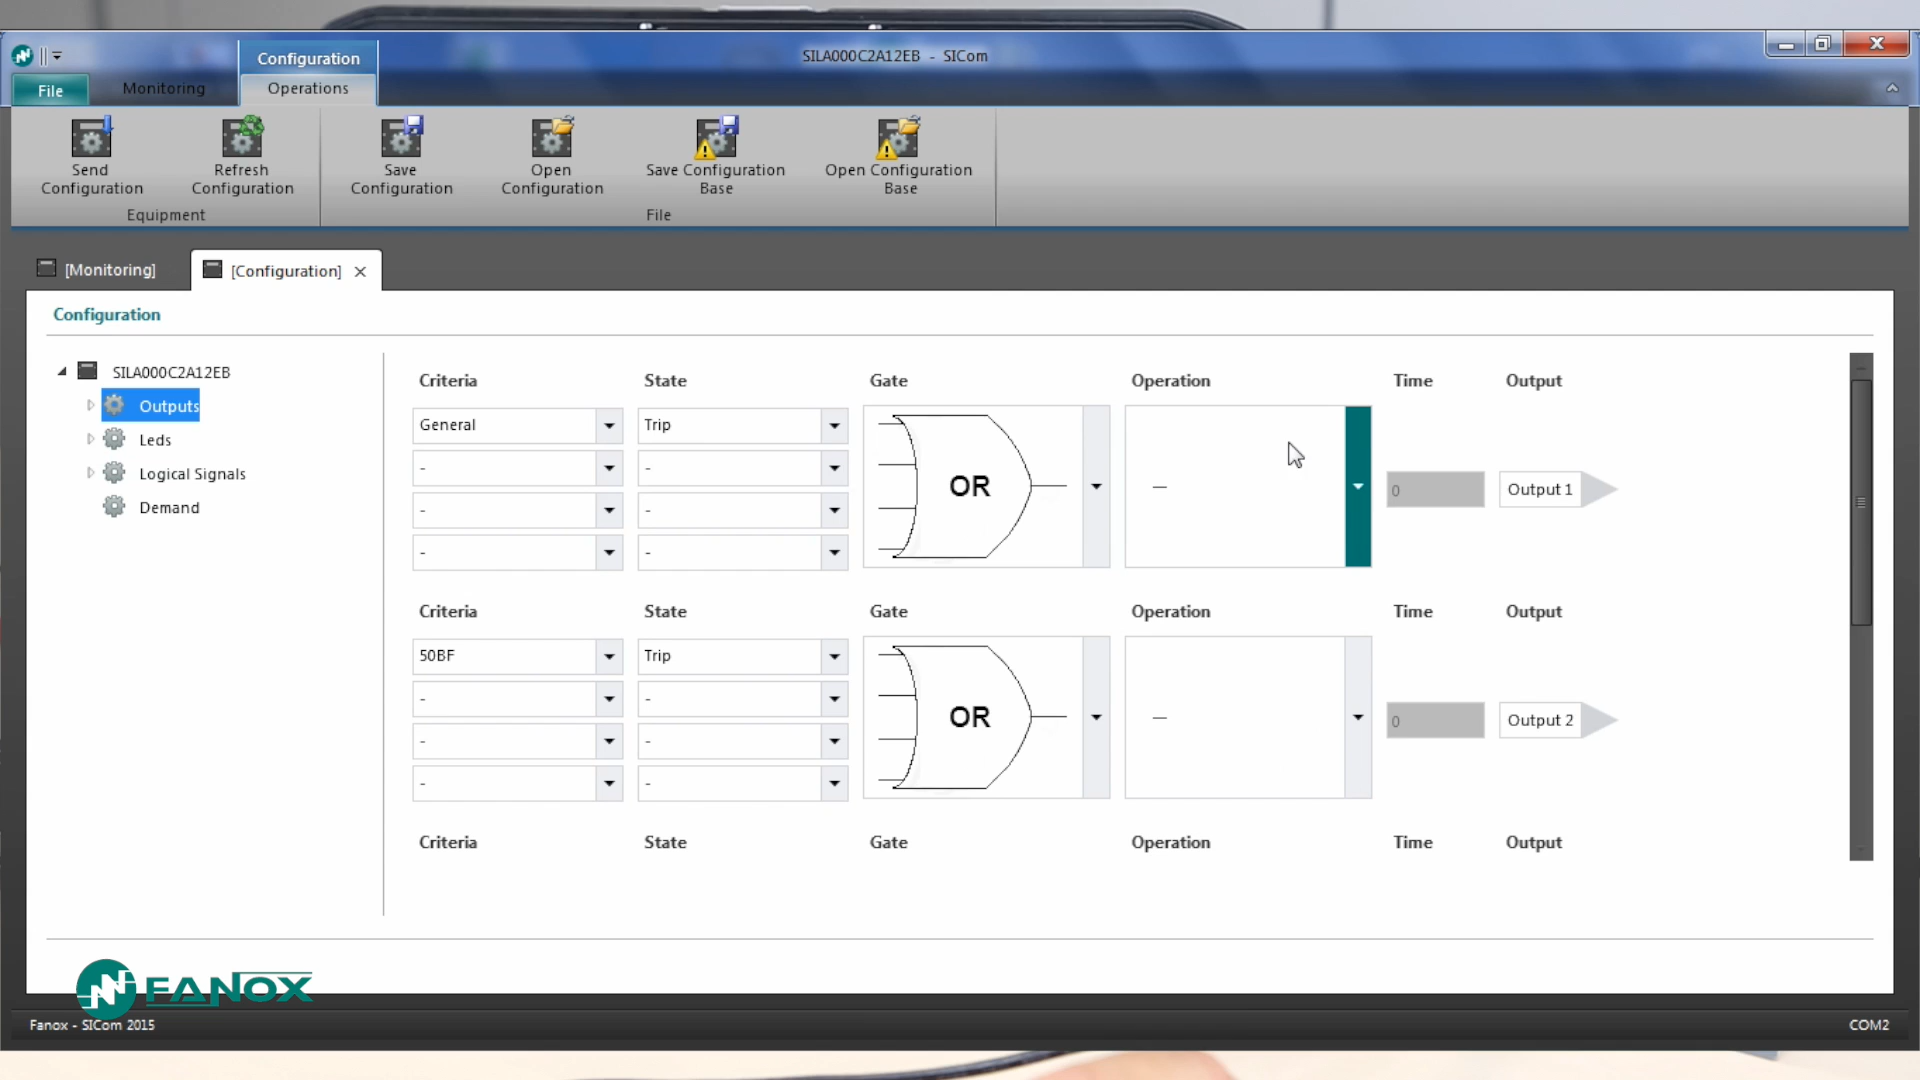 Configuration
SILA000C2A12EB - SICom
File
Monitoring
Operations
Send
Configuration
Refresh
Configuration
Save
Configuration
Open
Configuration
Save Configuration
Base
Open Configuration
Base
Equipment
File
[Monitoring]
[Configuration]
Configuration
SILA000C2A12EB
Outputs
Leds
Logical Signals
Demand
Criteria State Gate Operation Time Output
General Trip
- -
- -
- -
OR
—
0
Output 1
Criteria State Gate Operation Time Output
50BF Trip
- -
- -
- -
OR
—
0
Output 2
Criteria State Gate Operation Time Output
FANOX
Fanox - SICom 2015
COM2